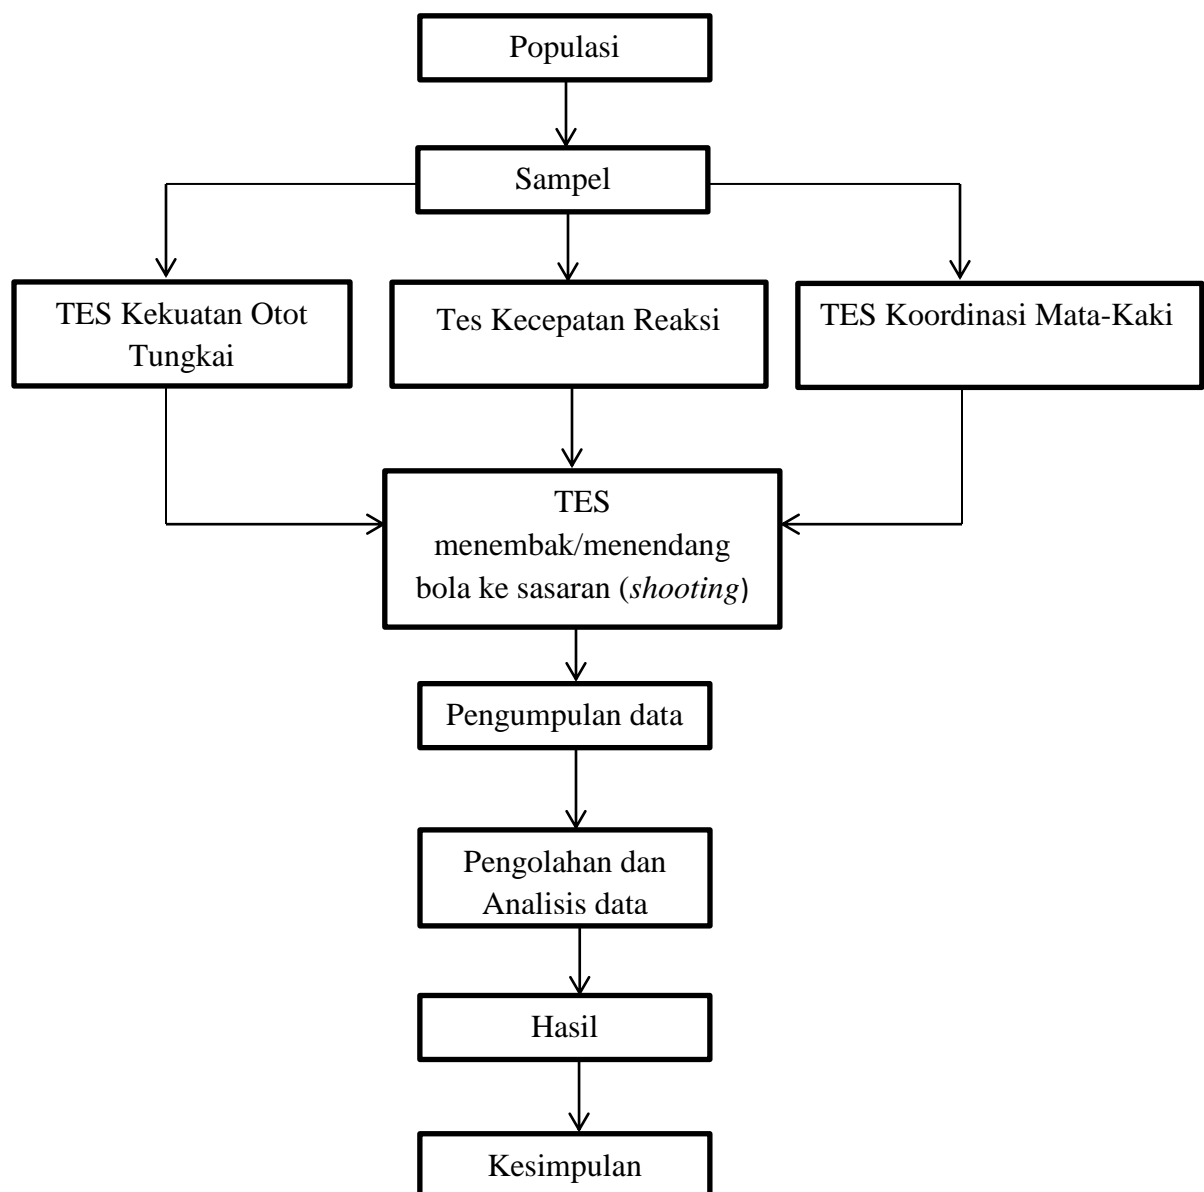 Populasi
Sampel
TES Kekuatan Otot
Tungkai
Tes Kecepatan Reaksi
TES Koordinasi Mata-Kaki
TES
menembak/menendang
bola ke sasaran (shooting)
Pengumpulan data
Pengolahan dan
Analisis data
Hasil
Kesimpulan